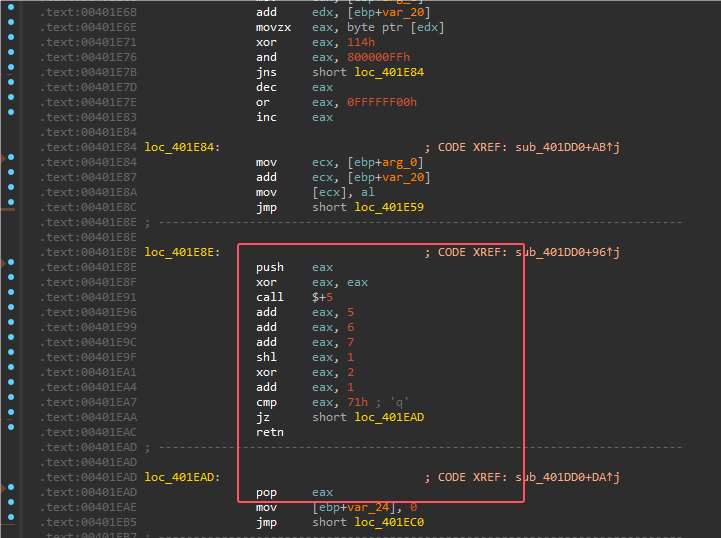 .text:00401E6B add edx, [ebp+var_20]
.text:00401E6E movzx eax, byte ptr [edx]
.text:00401E71 xor eax, 114h
.text:00401E76 and eax, 800000FFh
.text:00401E7B jns short loc_401E84
.text:00401E7D dec eax
.text:00401E7E or eax, 0FFFFFF00h
.text:00401E83 inc eax
.text:00401E84
.text:00401E84 loc_401E84: ; CODE XREF: sub_401DD0+AB↑j
.text:00401E84 mov ecx, [ebp+arg_0]
.text:00401E87 add ecx, [ebp+var_20]
.text:00401E8A mov [ecx], al
.text:00401E8C jmp short loc_401E59
.text:00401E8E ; ---------------------------------------------------------------------------
.text:00401E8E
.text:00401E8E loc_401E8E: ; CODE XREF: sub_401DD0+96↑j
.text:00401E8E push eax
.text:00401E8F xor eax, eax
.text:00401E91 call $+5
.text:00401E96 add eax, 5
.text:00401E99 add eax, 6
.text:00401E9C add eax, 7
.text:00401E9F shl eax, 1
.text:00401EA1 xor eax, 2
.text:00401EA4 add eax, 1
.text:00401EA7 cmp eax, 71h ; 'q'
.text:00401EAA jz short loc_401EAD
.text:00401EAC retn
.text:00401EAD ; ---------------------------------------------------------------------------
.text:00401EAD
.text:00401EAD loc_401EAD: ; CODE XREF: sub_401DD0+DA↑j
.text:00401EAD pop eax
.text:00401EAE mov [ebp+var_24], 0
.text:00401EB5 jmp short loc_401EC0